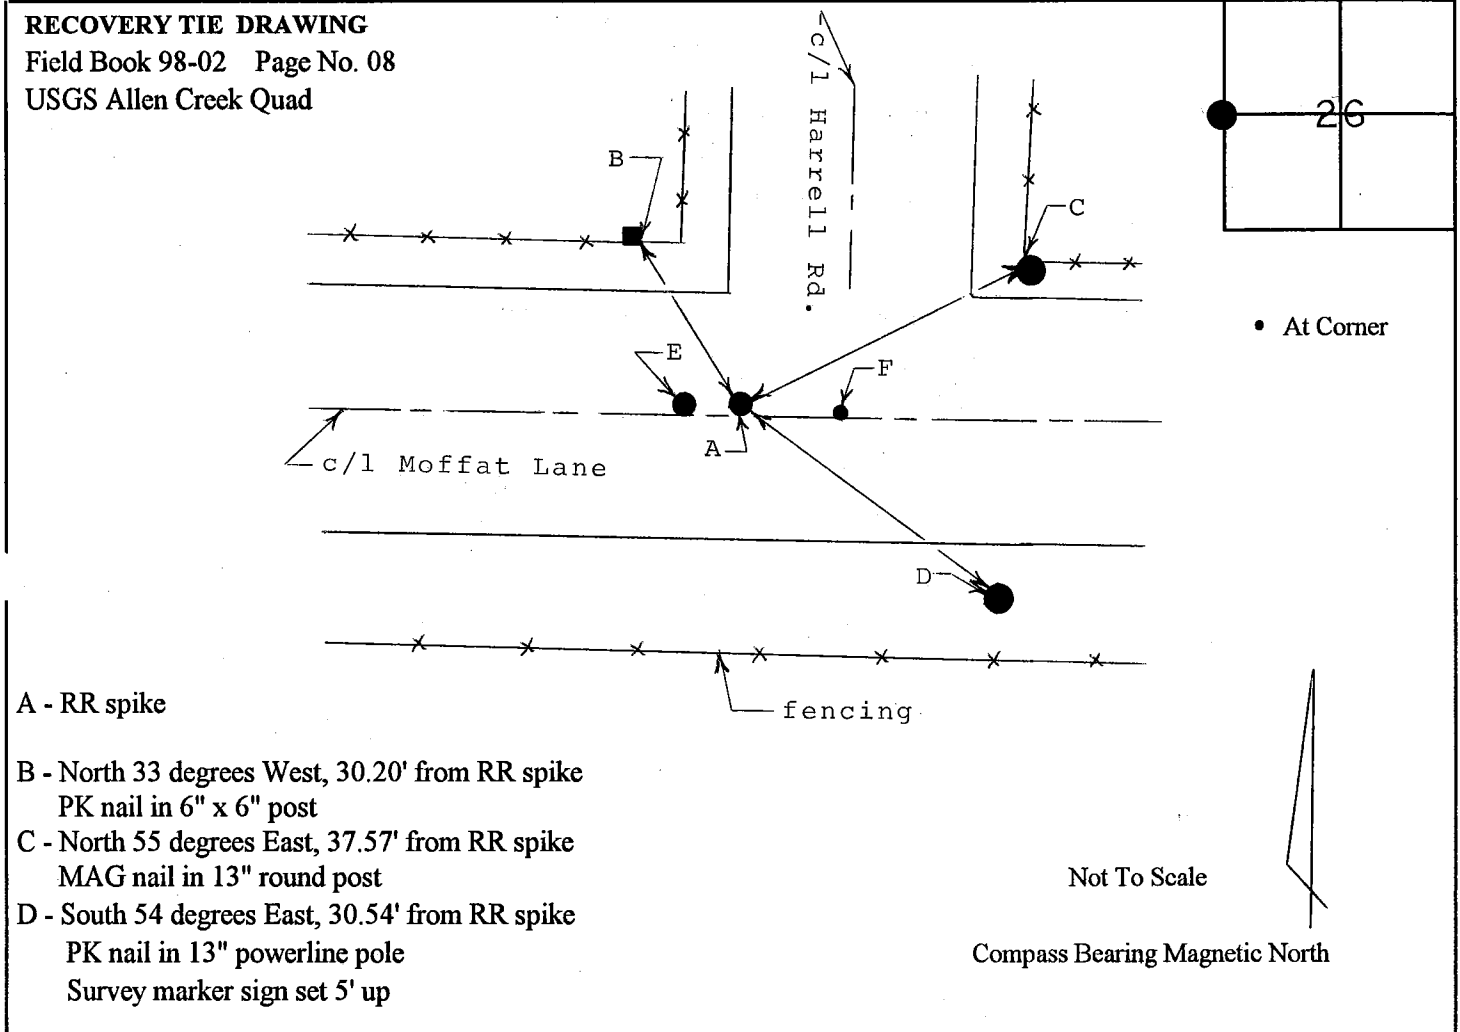 RECOVERY TIE DRAWING
Field Book 98-02 Page No. 08
USGS Allen Creek Quad
c/l Harrell Rd.
26
B
C
At Corner
E
F
A
c/l Moffat Lane
D
fencing
A - RR spike
B - North 33 degrees West, 30.20' from RR spike
PK nail in 6" x 6" post
C - North 55 degrees East, 37.57' from RR spike
MAG nail in 13" round post
D - South 54 degrees East, 30.54' from RR spike
PK nail in 13" powerline pole
Survey marker sign set 5' up
Not To Scale
Compass Bearing Magnetic North